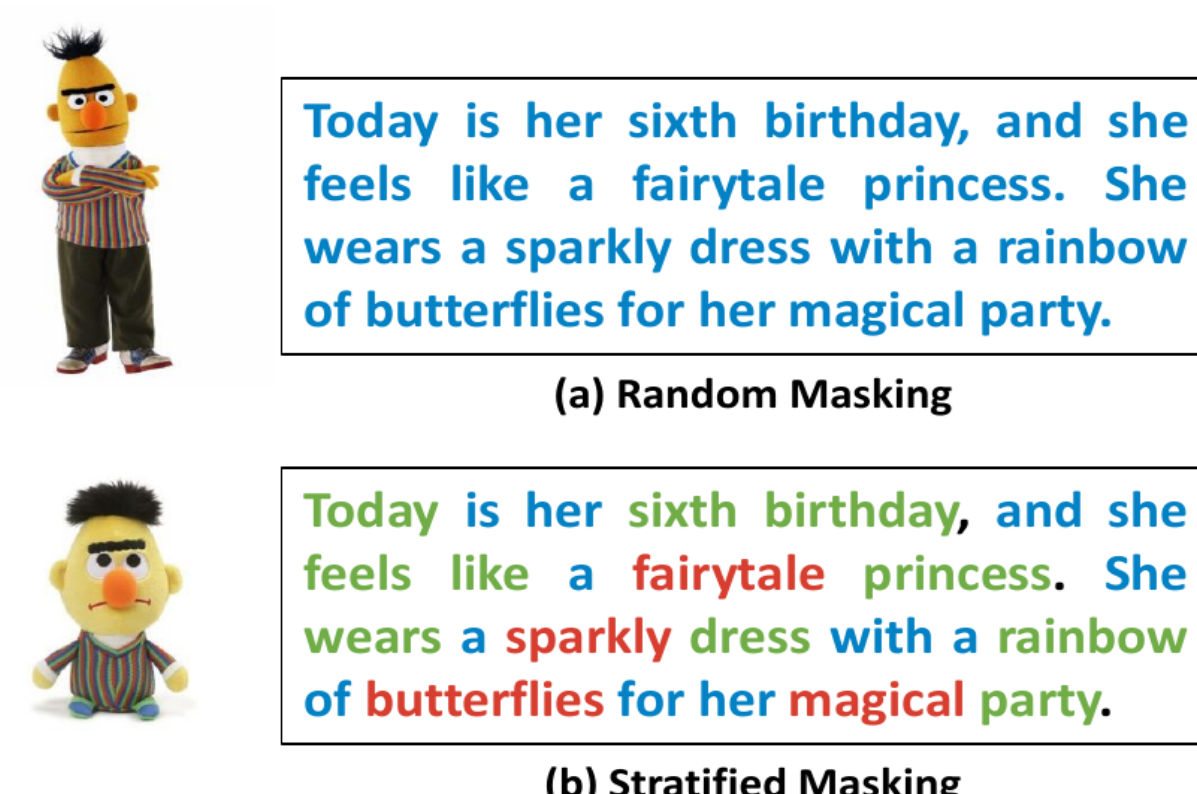 Today is her sixth birthday, and she
feels like a fairytale princess. She
wears a sparkly dress with a rainbow
of butterflies for her magical party.
(a) Random Masking
Today is her sixth birthday, and she
feels like a fairytale princess. She
wears a sparkly dress with a rainbow
of butterflies for her magical party.
(b) Stratified Masking